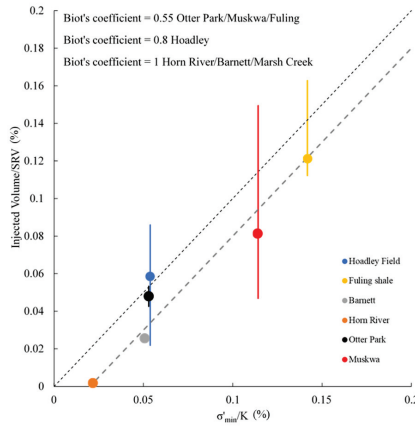 Biot's coefficient = 0.55 Otter Park/Muskwa/Fuling
Biot's coefficient = 0.8 Hoadley
Biot's coefficient = 1 Horn River/Barnett/Marsh Creek
0.2
0.18
0.16
0.14
0.12
0.1
0.08
0.06
0.04
0.02
0
Injected Volume/SRV (%)
Hoadley Field
Fuling shale
Barnett
Horn River
Otter Park
Muskwa
0 0.05 0.1 0.15 0.2
σ'min/K (%)